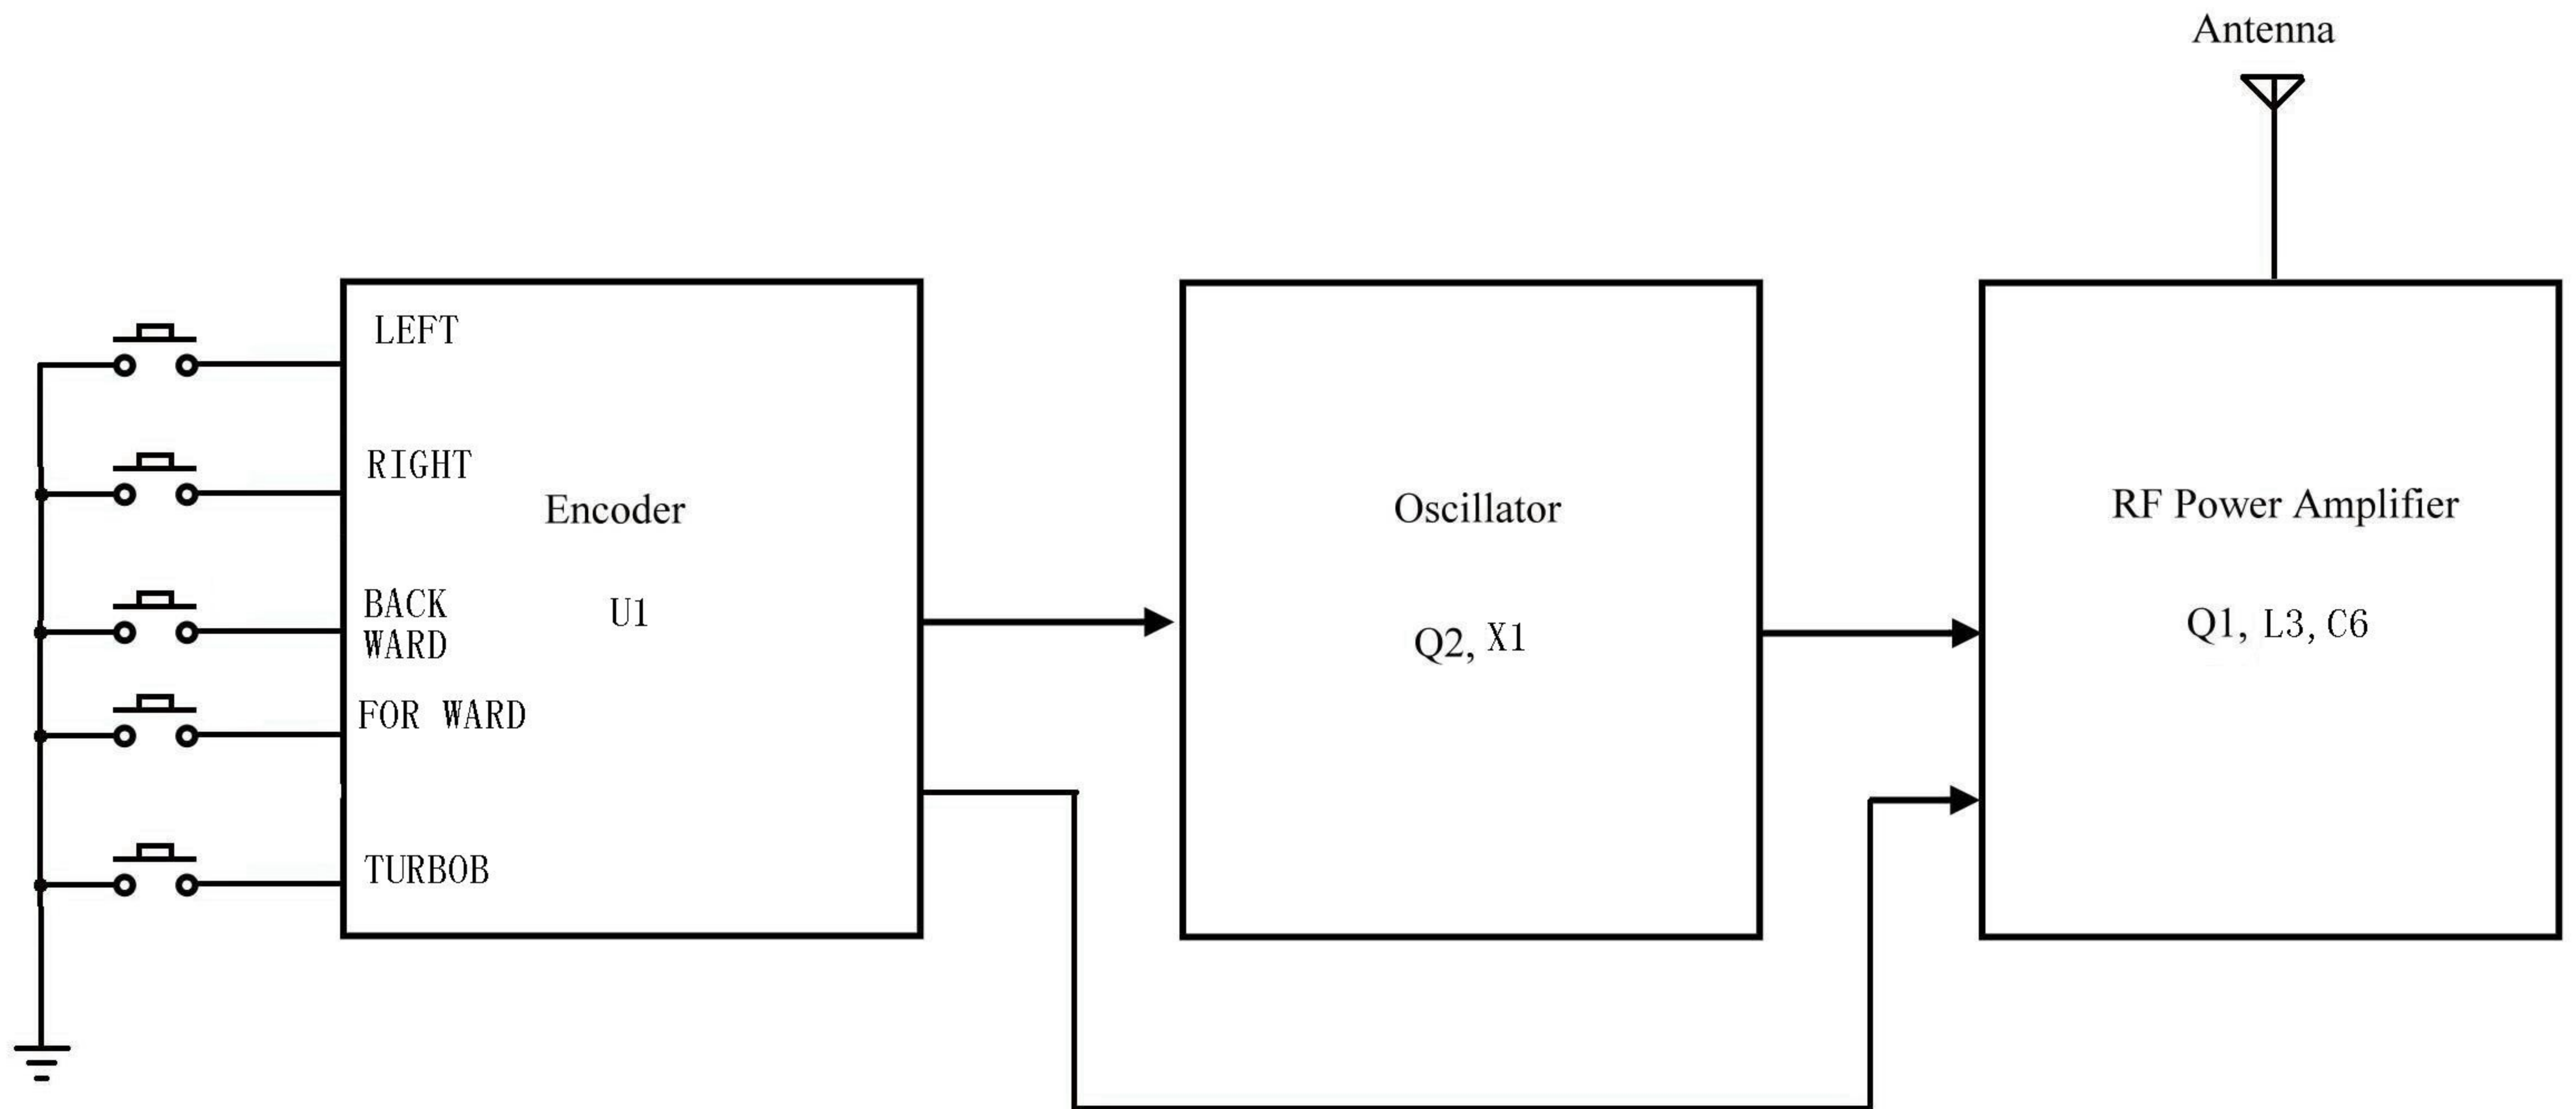 Antenna
LEFT
RIGHT
Encoder
U1
BACK
WARD
FOR WARD
TURBOB
Oscillator
Q2, X1
RF Power Amplifier
Q1, L3, C6